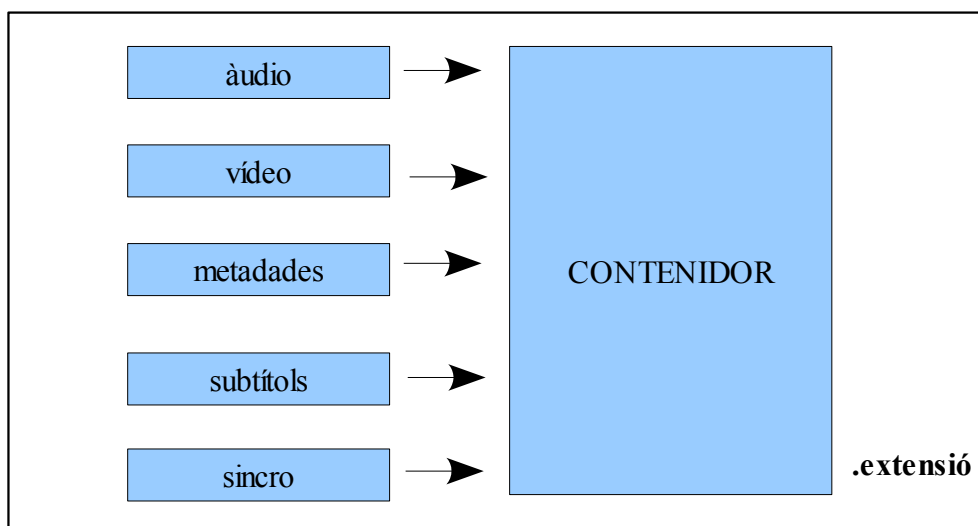 àudio
vídeo
metadades
CONTENIDOR
subtítols
sincro
.extensió